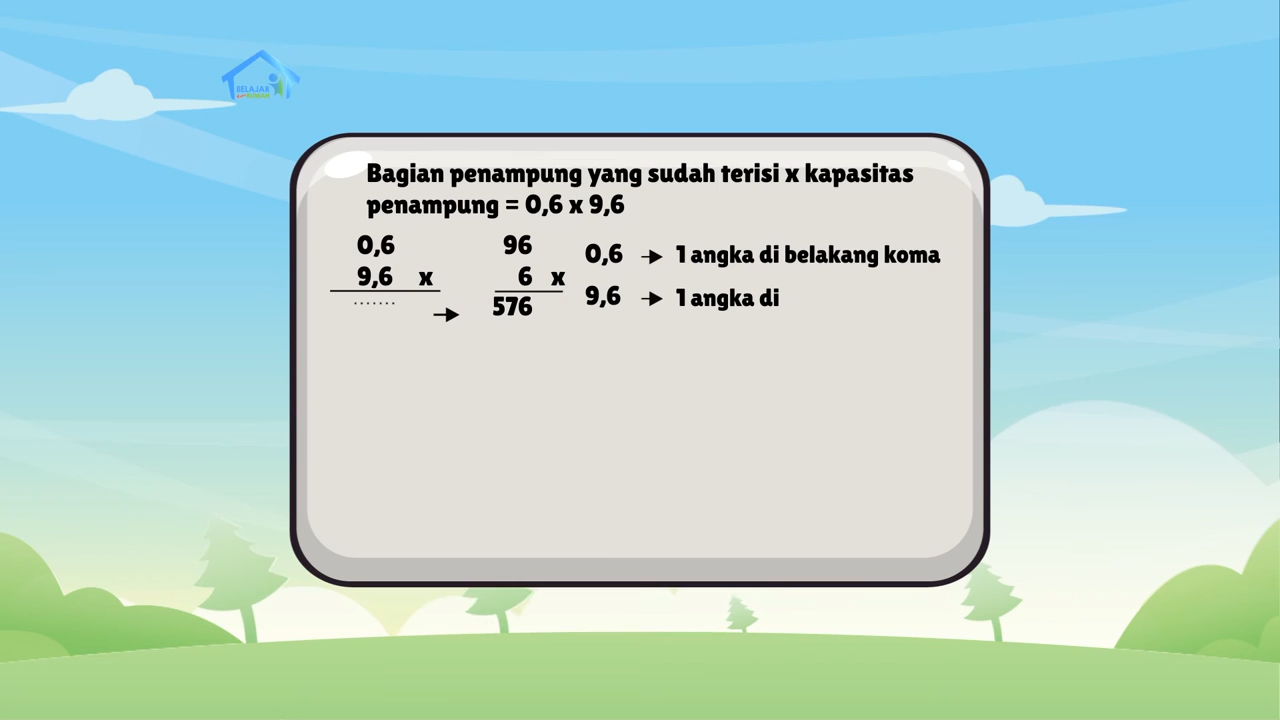 BELAJAR
Bagian penampung yang sudah terisi x kapasitas
penampung = 0,6 x 9,6
0,6
9,6 x
.......
→
96
6 x
576
0,6 → 1 angka di belakang koma
9,6 → 1 angka di